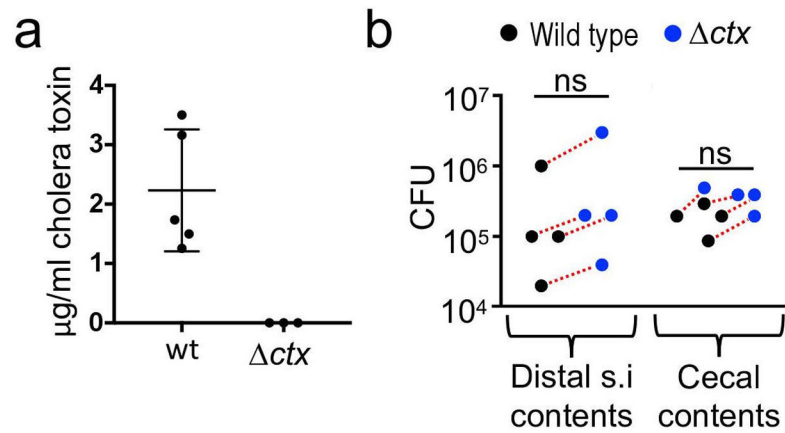 a
µg/ml cholera toxin
4
3
2
1
0
wt
Δctx
b
Wild type
Δctx
ns
ns
CFU
10⁷
10⁶
10⁵
10⁴
Distal s.i
contents
Cecal
contents